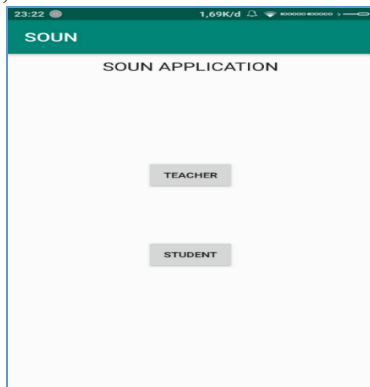 23:22 1,69K/d
SOUN
SOUN APPLICATION
TEACHER
STUDENT